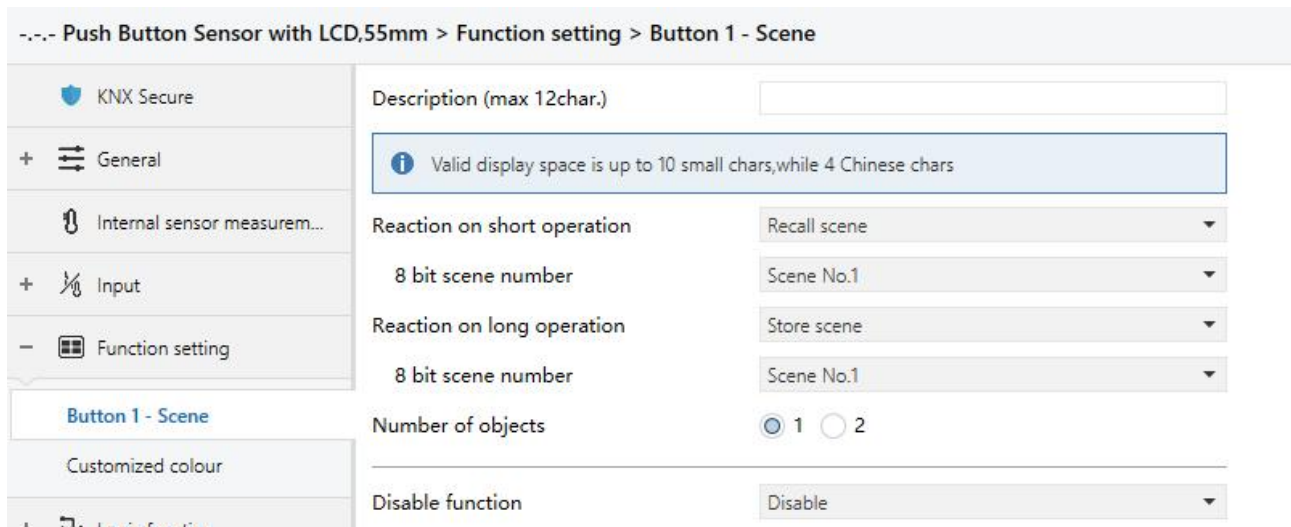 -.-.- Push Button Sensor with LCD,55mm > Function setting > Button 1 - Scene
KNX Secure
+ General
Internal sensor measurem...
+ Input
− Function setting
Button 1 - Scene
Customized colour
Description (max 12char.)
Valid display space is up to 10 small chars,while 4 Chinese chars
Reaction on short operation Recall scene
8 bit scene number Scene No.1
Reaction on long operation Store scene
8 bit scene number Scene No.1
Number of objects 1 2
Disable function Disable